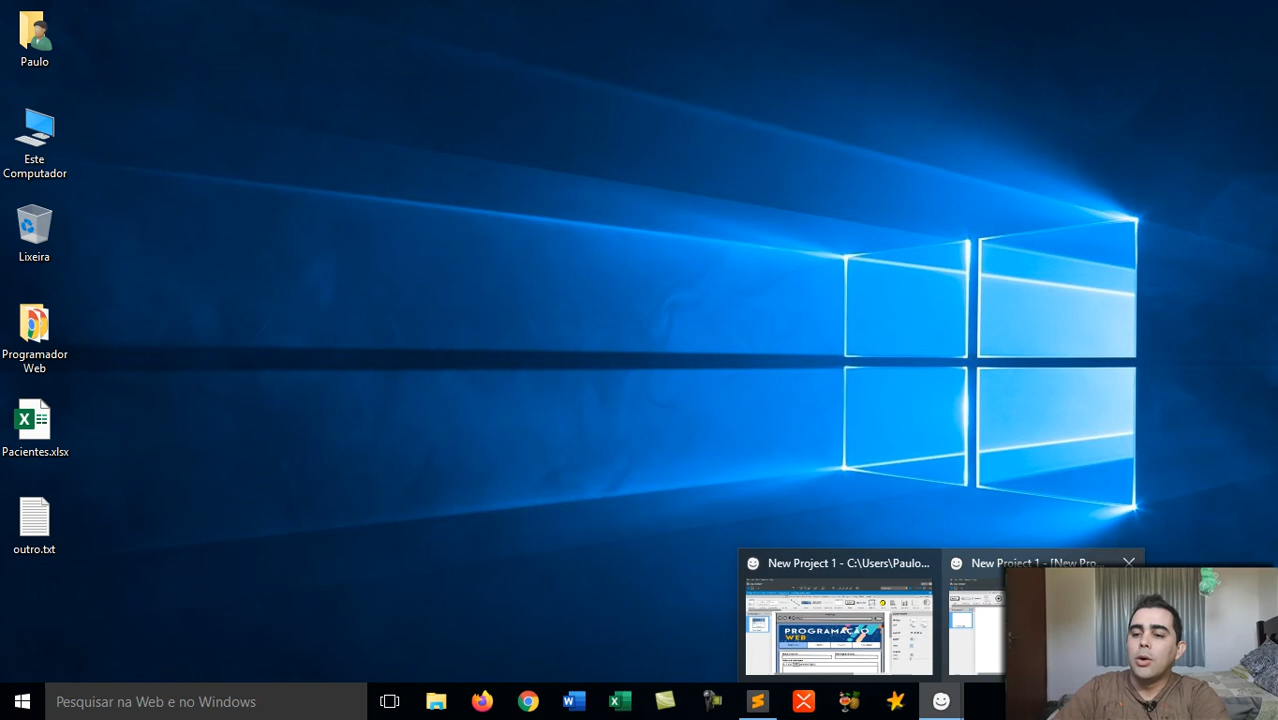 Paulo
Este
Computador
Lixeira
Programador
Web
Pacientes.xlsx
outro.txt
New Project 1 - C:\Users\Paulo...
New Project 1 - [New Pro...
PROGRAMAÇÃO
WEB
Pesquisar na Web e no Windows